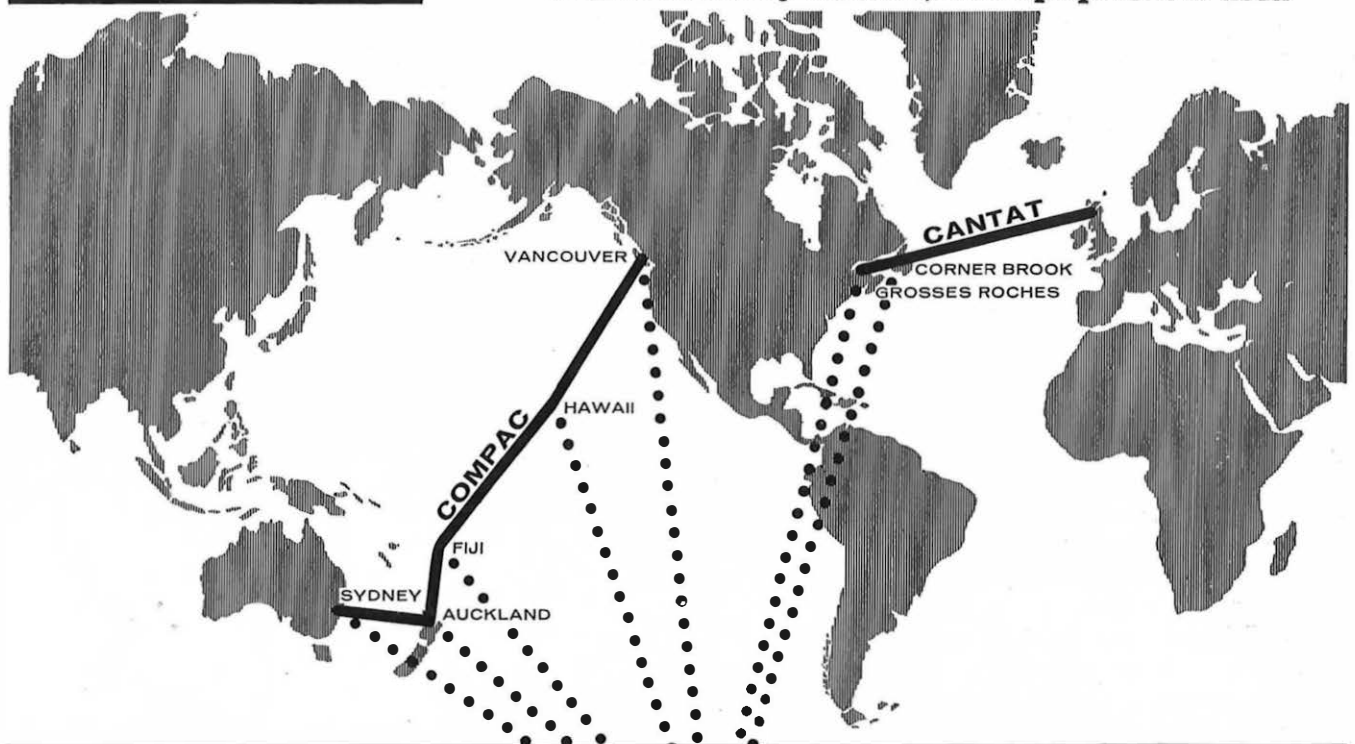 CANTAT
VANCOUVER
CORNER BROOK
GROSSES ROCHES
HAWAII
COMPAC
FIJI
SYDNEY
AUCKLAND